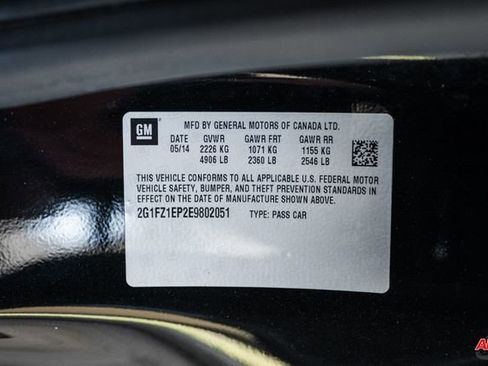 GM
MFD BY GENERAL MOTORS OF CANADA LTD.
DATE GVWR GAWR FRT GAWR RR
05/14 2226 KG 1071 KG 1155 KG
4906 LB 2360 LB 2546 LB
THIS VEHICLE CONFORMS TO ALL APPLICABLE U.S. FEDERAL MOTOR
VEHICLE SAFETY, BUMPER, AND THEFT PREVENTION STANDARDS IN
EFFECT ON THE DATE OF MANUFACTURE SHOWN ABOVE.
2G1FZ1EP2E9802051 TYPE: PASS CAR